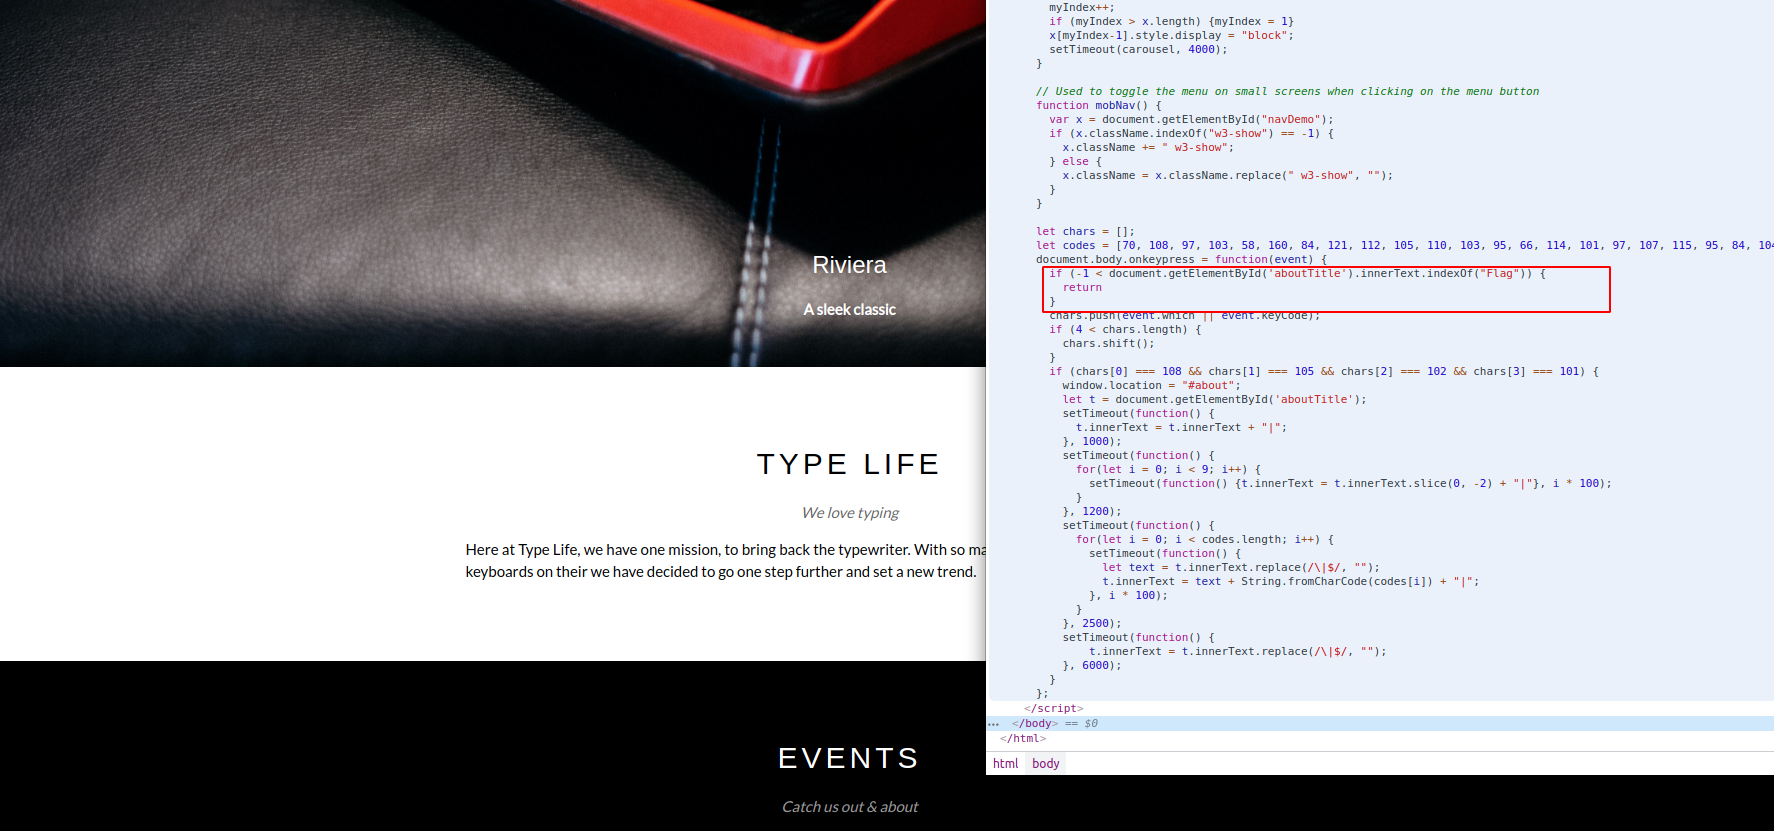 Riviera
A sleek classic
TYPE LIFE
We love typing
Here at Type Life, we have one mission, to bring back the typewriter. With so ma
keyboards on their we have decided to go one step further and set a new trend.
EVENTS
Catch us out & about
myIndex++;
if (myIndex > x.length) {myIndex = 1}
x[myIndex-1].style.display = "block";
setTimeout(carousel, 4000);
}
// Used to toggle the menu on small screens when clicking on the menu button
function mobNav() {
var x = document.getElementById("navDemo");
if (x.className.indexOf("w3-show") == -1) {
x.className += " w3-show";
} else {
x.className = x.className.replace(" w3-show", "");
}
}
let chars = [];
let codes = [70, 108, 97, 103, 58, 160, 84, 121, 112, 105, 110, 103, 95, 66, 114, 101, 97, 107, 115, 95, 84, 104
document.body.onkeypress = function(event) {
if (-1 < document.getElementById('aboutTitle').innerText.indexOf("Flag")) {
return
}
chars.push(event.which || event.keyCode);
if (4 < chars.length) {
chars.shift();
}
if (chars[0] === 108 && chars[1] === 105 && chars[2] === 102 && chars[3] === 101) {
window.location = "#about";
let t = document.getElementById('aboutTitle');
setTimeout(function() {
t.innerText = t.innerText + "|";
}, 1000);
setTimeout(function() {
for(let i = 0; i < 9; i++) {
setTimeout(function() {t.innerText = t.innerText.slice(0, -2) + "|"}, i * 100);
}
}, 1200);
setTimeout(function() {
for(let i = 0; i < codes.length; i++) {
setTimeout(function() {
let text = t.innerText.replace(/\|$/, "");
t.innerText = text + String.fromCharCode(codes[i]) + "|";
}, i * 100);
}
}, 2500);
setTimeout(function() {
t.innerText = t.innerText.replace(/\|$/, "");
}, 6000);
}
};
</script>
••• </body> == $0
</html>
html body